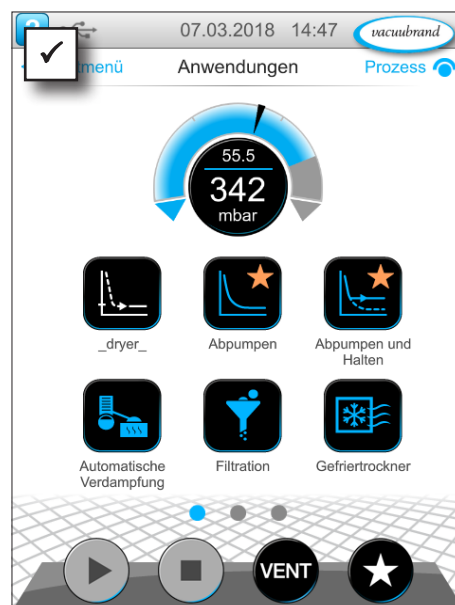 ?
07.03.2018 14:47
vacuubrand
tmenü
Anwendungen
Prozess
55.5
342
mbar
_dryer_
Abpumpen
Abpumpen und
Halten
Automatische
Verdampfung
Filtration
Gefriertrockner
VENT